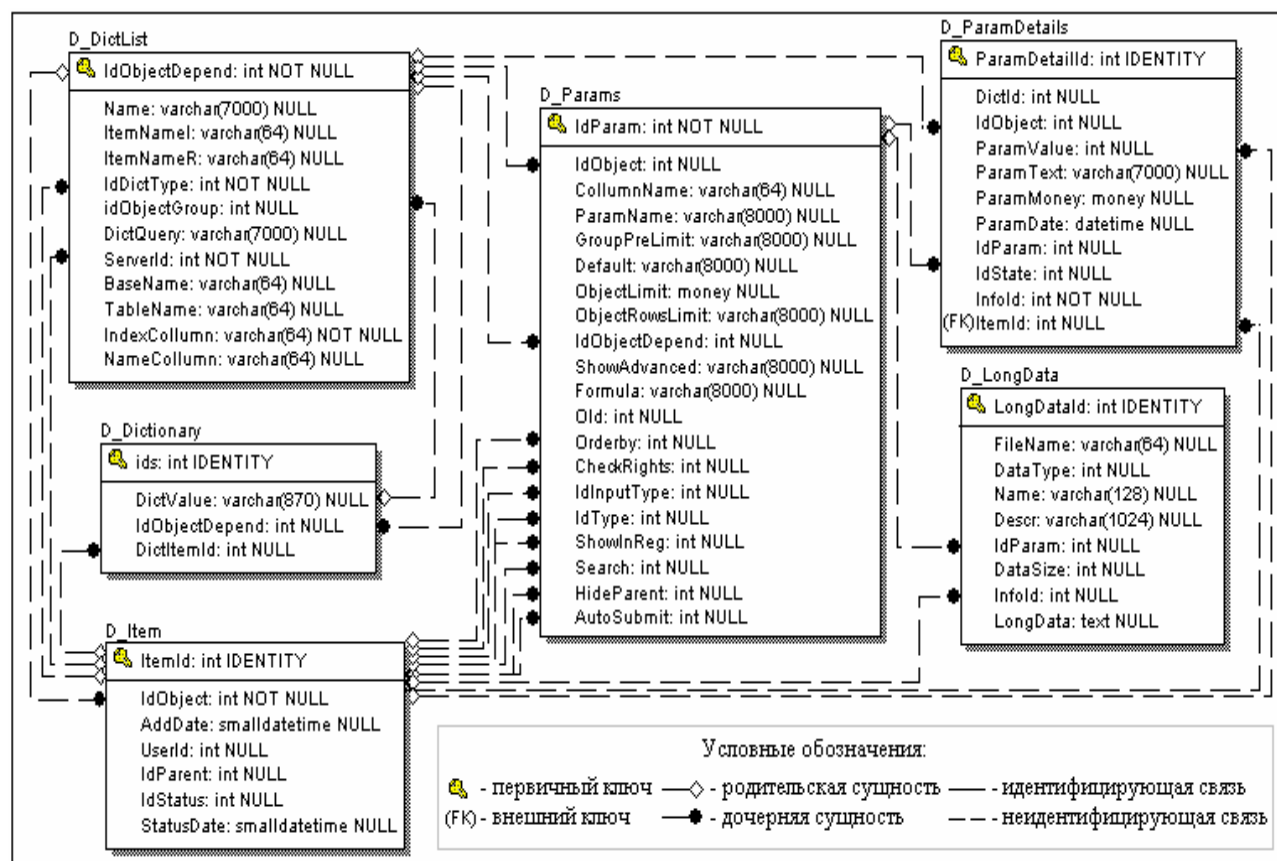 D_DictList
IdObjectDepend: int NOT NULL
Name: varchar(7000) NULL
ItemNameI: varchar(64) NULL
ItemNameR: varchar(64) NULL
IdDictType: int NOT NULL
idObjectGroup: int NULL
DictQuery: varchar(7000) NULL
ServerId: int NOT NULL
BaseName: varchar(64) NULL
TableName: varchar(64) NULL
IndexCollumn: varchar(64) NOT NULL
NameCollumn: varchar(64) NULL
D_Dictionary
ids: int IDENTITY
DictValue: varchar(870) NULL
IdObjectDepend: int NULL
DictItemId: int NULL
D_Item
ItemId: int IDENTITY
IdObject: int NOT NULL
AddDate: smalldatetime NULL
UserId: int NULL
IdParent: int NULL
IdStatus: int NULL
StatusDate: smalldatetime NULL
D_Params
IdParam: int NOT NULL
IdObject: int NULL
CollumnName: varchar(64) NULL
ParamName: varchar(8000) NULL
GroupPreLimit: varchar(8000) NULL
Default: varchar(8000) NULL
ObjectLimit: money NULL
ObjectRowsLimit: varchar(8000) NULL
IdObjectDepend: int NULL
ShowAdvanced: varchar(8000) NULL
Formula: varchar(8000) NULL
Old: int NULL
Orderby: int NULL
CheckRights: int NULL
IdInputType: int NULL
IdType: int NULL
ShowInReg: int NULL
Search: int NULL
HideParent: int NULL
AutoSubmit: int NULL
D_ParamDetails
ParamDetailId: int IDENTITY
DictId: int NULL
IdObject: int NULL
ParamValue: int NULL
ParamText: varchar(7000) NULL
ParamMoney: money NULL
ParamDate: datetime NULL
IdParam: int NULL
IdState: int NULL
InfoId: int NOT NULL
(FK) ItemId: int NULL
D_LongData
LongDataId: int IDENTITY
FileName: varchar(64) NULL
DataType: int NULL
Name: varchar(128) NULL
Descr: varchar(1024) NULL
IdParam: int NULL
DataSize: int NULL
InfoId: int NULL
LongData: text NULL
Условные обозначения:
- первичный ключ - родительская сущность - идентифицирующая связь
(FK) - внешний ключ - дочерняя сущность - неидентифицирующая связь